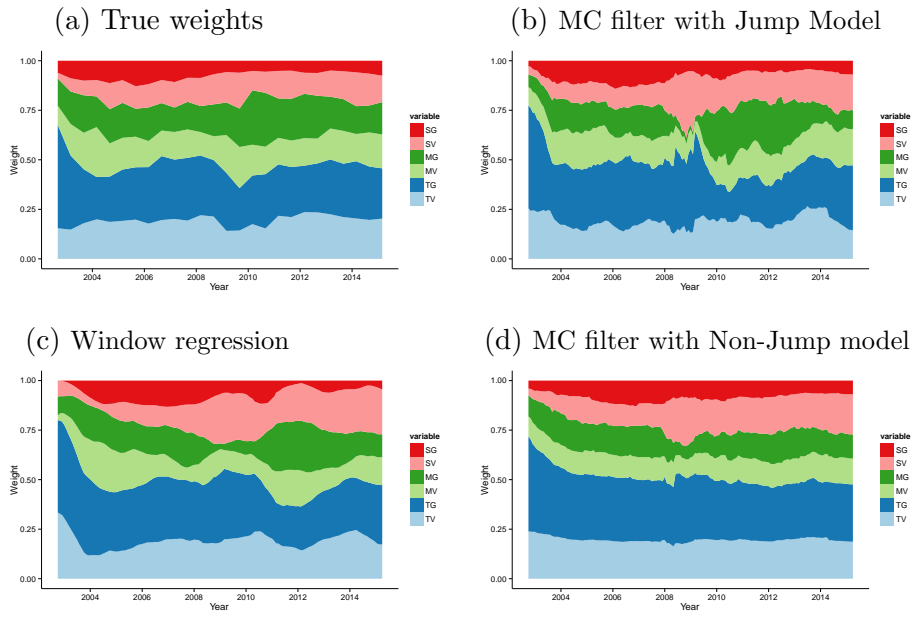 (a) True weights
1.00
0.75
0.50
0.25
0.00
Weight
2004 2006 2008 2010 2012 2014
Year
variable
SG
SV
MG
MV
TG
TV
(b) MC filter with Jump Model
1.00
0.75
0.50
0.25
0.00
Weight
2004 2006 2008 2010 2012 2014
Year
variable
SG
SV
MG
MV
TG
TV
(c) Window regression
1.00
0.75
0.50
0.25
0.00
Weight
2004 2006 2008 2010 2012 2014
Year
variable
SG
SV
MG
MV
TG
TV
(d) MC filter with Non-Jump model
1.00
0.75
0.50
0.25
0.00
Weight
2004 2006 2008 2010 2012 2014
Year
variable
SG
SV
MG
MV
TG
TV